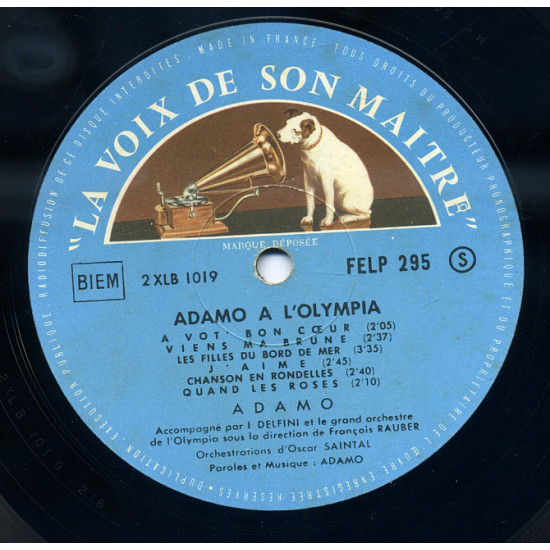 MADE IN FRANCE . TOUS DROITS DU PRODUCTEUR PHONOGRAPHIQUE ET DU PROPRIÉTAIRE DE L'ŒUVRE ENREGISTRÉE RÉSERVÉS - DUPLICATION - EXÉCUTION PUBLIQUE - RADIODIFFUSION DE CE DISQUE INTERDITES .
"LA VOIX DE SON MAITRE"
MARQUE DÉPOSÉE
BIEM 2 XLB 1019 FELP 295 S
ADAMO A L'OLYMPIA
A VOT' BON CŒUR (2'05)
VIENS MA BRUNE (2'37)
LES FILLES DU BORD DE MER (3'35)
J'AIME (2'45)
CHANSON EN RONDELLES (2'40)
QUAND LES ROSES (2'10)
ADAMO
Accompagné par I DELFINI et le grand orchestre
de l'Olympia sous la direction de François RAUBER
Orchestrations d'Oscar SAINTAL
Paroles et Musique : ADAMO